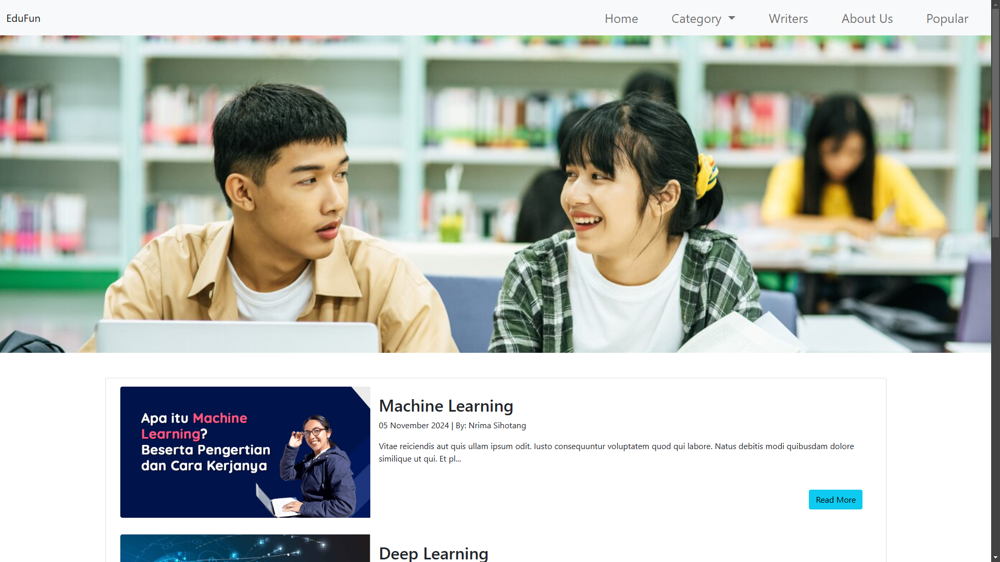 EduFun
Home
Category
Writers
About Us
Popular
Apa itu Machine
Learning?
Beserta Pengertian
dan Cara Kerjanya
Machine Learning
05 November 2024 | By: Nrima Sihotang
Vitae reiciendis aut quis ullam ipsum odit. Iusto consequuntur voluptatem quod qui labore. Natus debitis modi quibusdam dolore
similique ut qui. Et pl...
Read More
Deep Learning